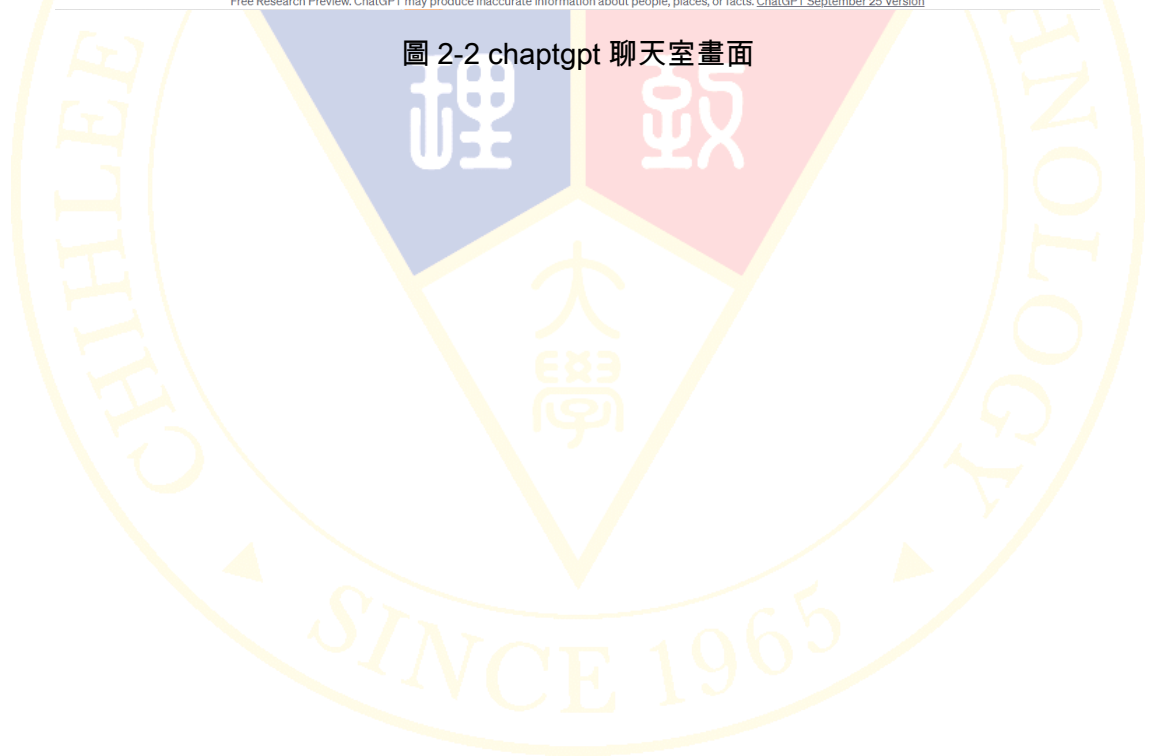 Free Research Preview. ChatGPT may produce inaccurate information about people, places, or facts. ChatGPT September 25 Version
圖 2-2 chaptgpt 聊天室畫面
理 致
大
學
CHIHLEE
HNOLOGY
SINCE 1965